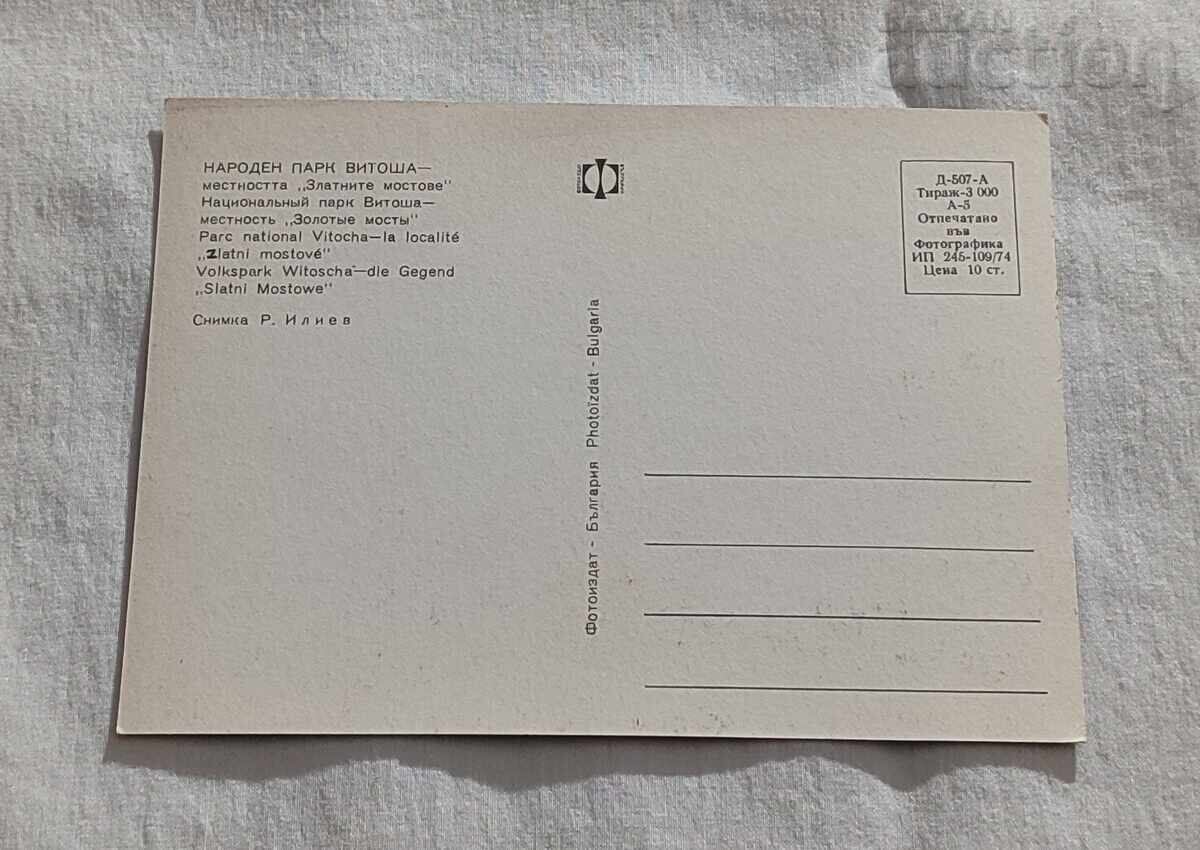 НАРОДЕН ПАРК ВИТОША—
местността „Златните мостове"
Национальный парк Витоша—
местность „Золотые мосты"
Parc national Vitocha—la localité
„Zlatni mostové"
Volkspark Witoscha—die Gegend
„Slatni Mostowe"
Снимка Р. Илиев
Фотоиздат - България Photoizdat - Bulgaria
Д-507-А
Тираж-3 000
А-5
Отпечатано
във
Фотографика
ИП 245-109/74
Цена 10 ст.
auction